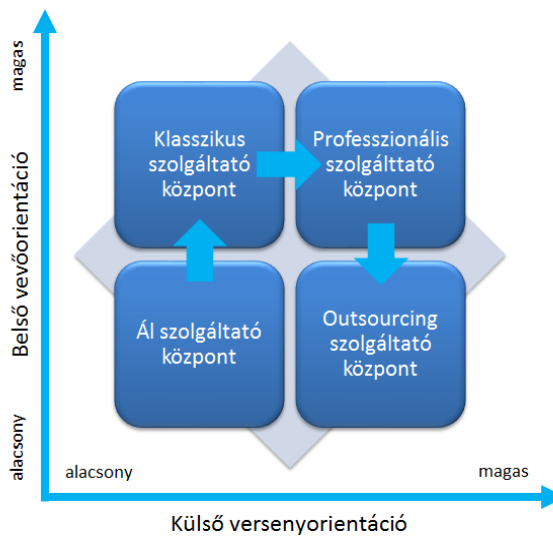 magas
Belső vevőorientáció
alacsony
Klasszikus
szolgáltató
központ
Professzionális
szolgálttató
központ
Ál szolgáltató
központ
Outsourcing
szolgáltató
központ
alacsony
magas
Külső versenyorientáció